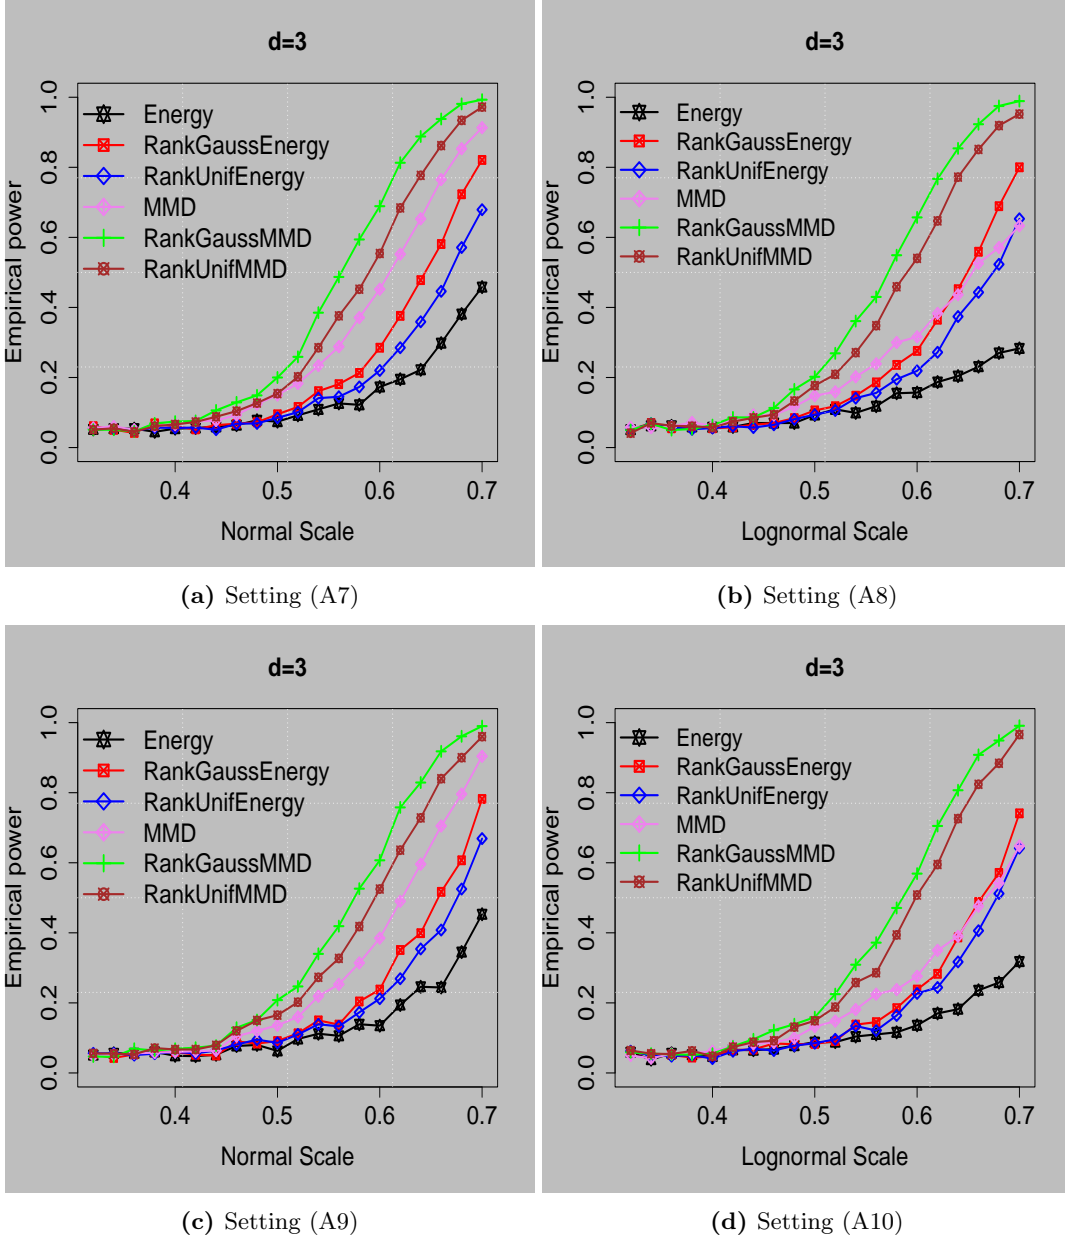 d=3
Empirical power
0.0 0.2 0.4 0.6 0.8 1.0
Energy
RankGaussEnergy
RankUnifEnergy
MMD
RankGaussMMD
RankUnifMMD
0.4 0.5 0.6 0.7
Normal Scale
(a) Setting (A7)
d=3
Empirical power
0.0 0.2 0.4 0.6 0.8 1.0
Energy
RankGaussEnergy
RankUnifEnergy
MMD
RankGaussMMD
RankUnifMMD
0.4 0.5 0.6 0.7
Lognormal Scale
(b) Setting (A8)
d=3
Empirical power
0.0 0.2 0.4 0.6 0.8 1.0
Energy
RankGaussEnergy
RankUnifEnergy
MMD
RankGaussMMD
RankUnifMMD
0.4 0.5 0.6 0.7
Normal Scale
(c) Setting (A9)
d=3
Empirical power
0.0 0.2 0.4 0.6 0.8 1.0
Energy
RankGaussEnergy
RankUnifEnergy
MMD
RankGaussMMD
RankUnifMMD
0.4 0.5 0.6 0.7
Lognormal Scale
(d) Setting (A10)